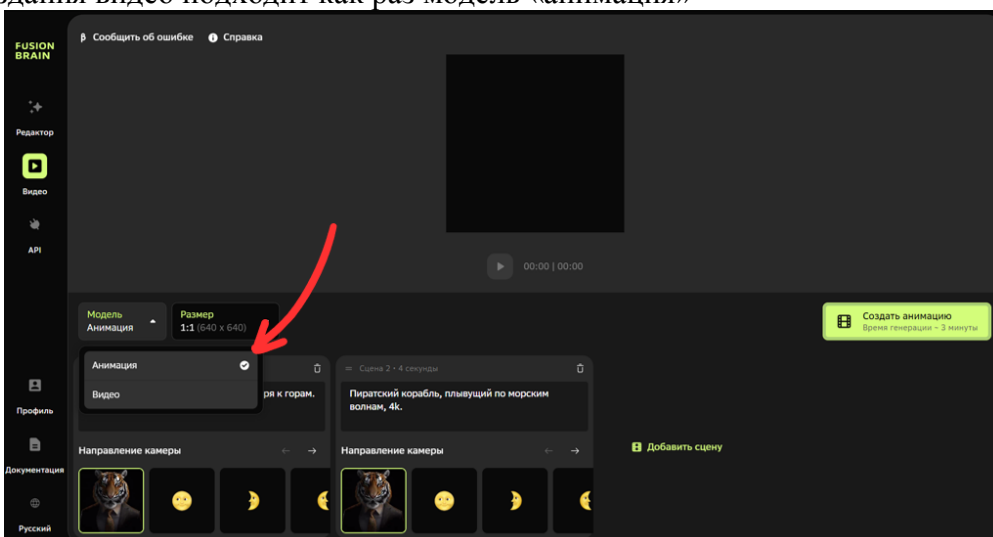 здания видео подходит как раз модель «анимация»
FUSION
BRAIN
β Сообщить об ошибке
Справка
Редактор
Видео
API
00:00 | 00:00
Модель
Анимация
Размер
1:1 (640 x 640)
Создать анимацию
Время генерации ~ 3 минуты
Анимация
Видео
Сцена 2 • 4 секунды
к горам.
Пиратский корабль, плывущий по морским
волнам, 4k.
Направление камеры
Направление камеры
Добавить сцену
Профиль
Документация
Русский